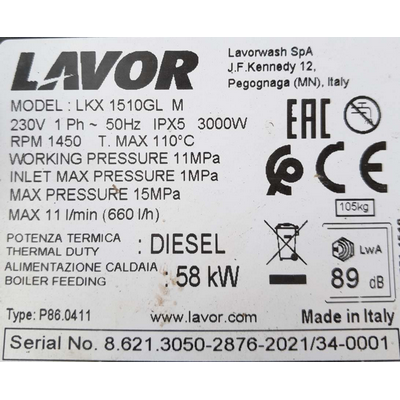 LAVOR
Lavorwash SpA
J.F.Kennedy 12,
Pegognaga (MN), Italy
MODEL: LKX 1510GL M
230V 1 Ph ~ 50Hz IPX5 3000W
RPM 1450 T. MAX 110°C
WORKING PRESSURE 11MPa
INLET MAX PRESSURE 1MPa
MAX PRESSURE 15MPa
MAX 11 l/min (660 l/h)
EAC
105kg
POTENZA TERMICA
THERMAL DUTY : DIESEL
ALIMENTAZIONE CALDAIA
BOILER FEEDING : 58 kW
LwA
89 dB
Type: P86.0411
www.lavor.com
Made in Italy
Serial No. 8.621.3050-2876-2021/34-0001